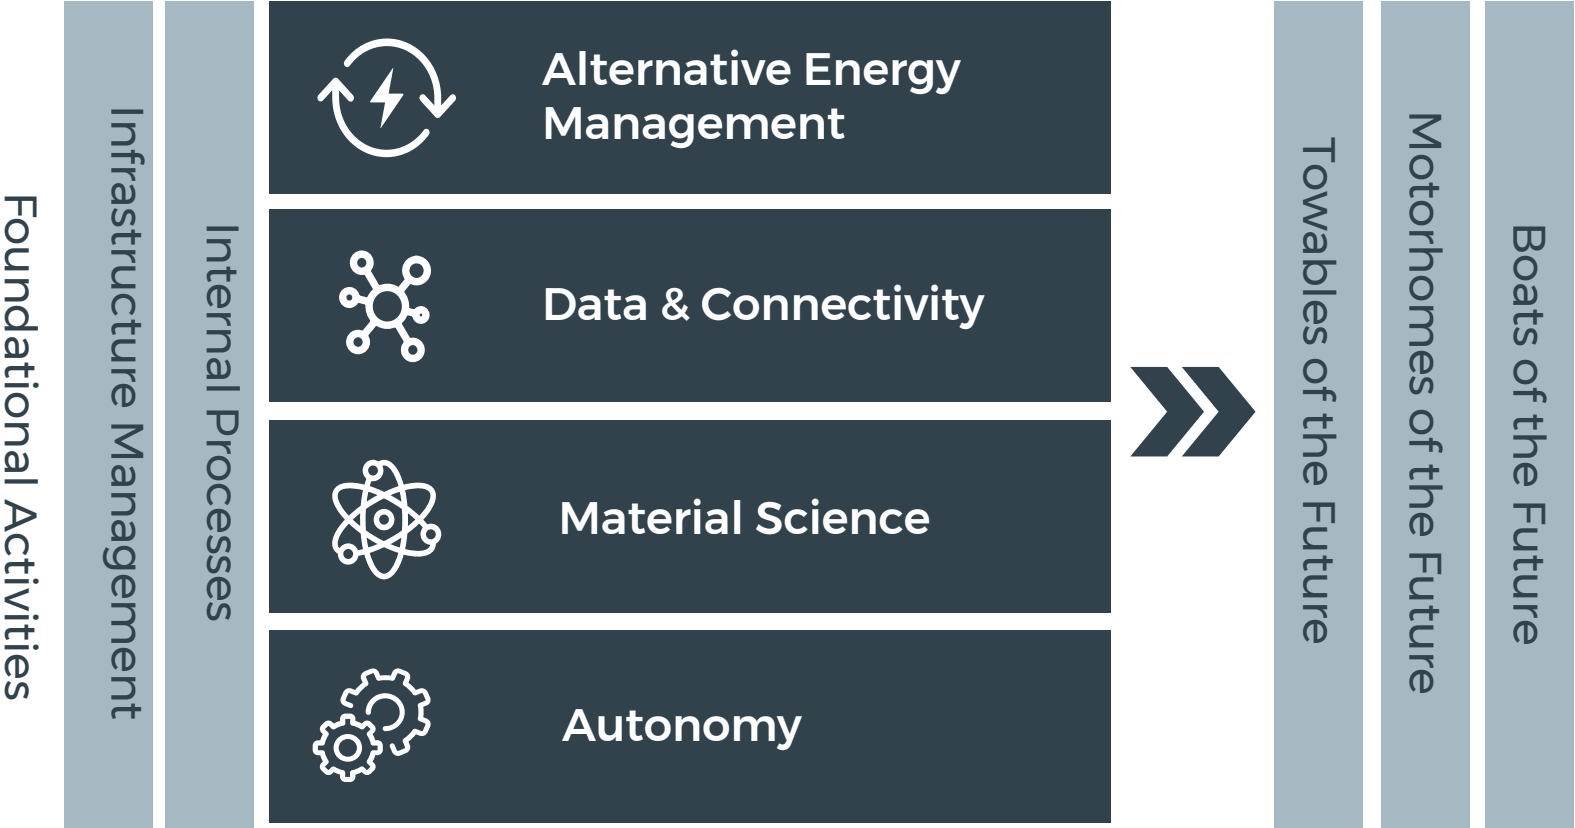 Foundational Activities
Infrastructure Management
Internal Processes
Alternative Energy
Management
Data & Connectivity
Material Science
Autonomy
Towables of the Future
Motorhomes of the Future
Boats of the Future